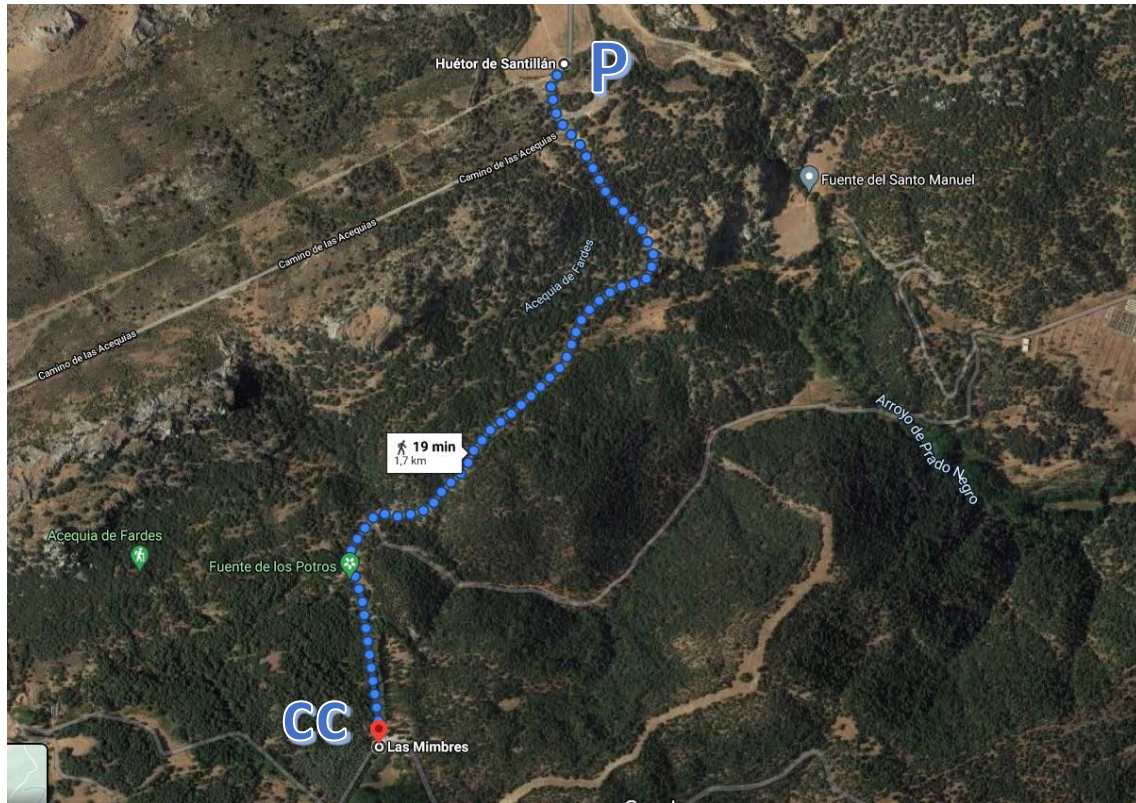 Huétor de Santillán
P
Camino de las Acequias
Fuente del Santo Manuel
Camino de las Acequias
Acequia de Fardes
Camino de las Acequias
Arroyo de Prado Negro
19 min
1,7 km
Acequia de Fardes
Fuente de los Potros
CC
Las Mimbres